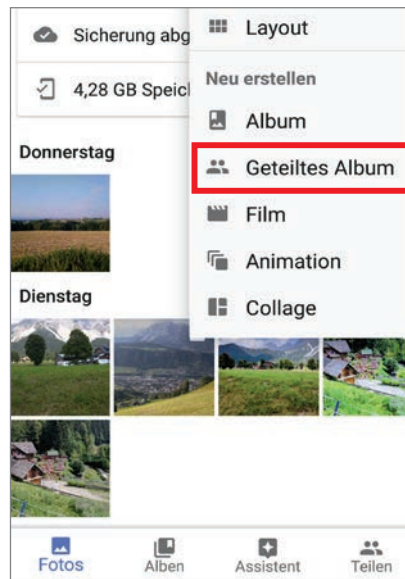 Sicherung abg
4,28 GB Speic
Layout
Neu erstellen
Album
Geteiltes Album
Film
Animation
Collage
Donnerstag
Dienstag
Fotos
Alben
Assistent
Teilen